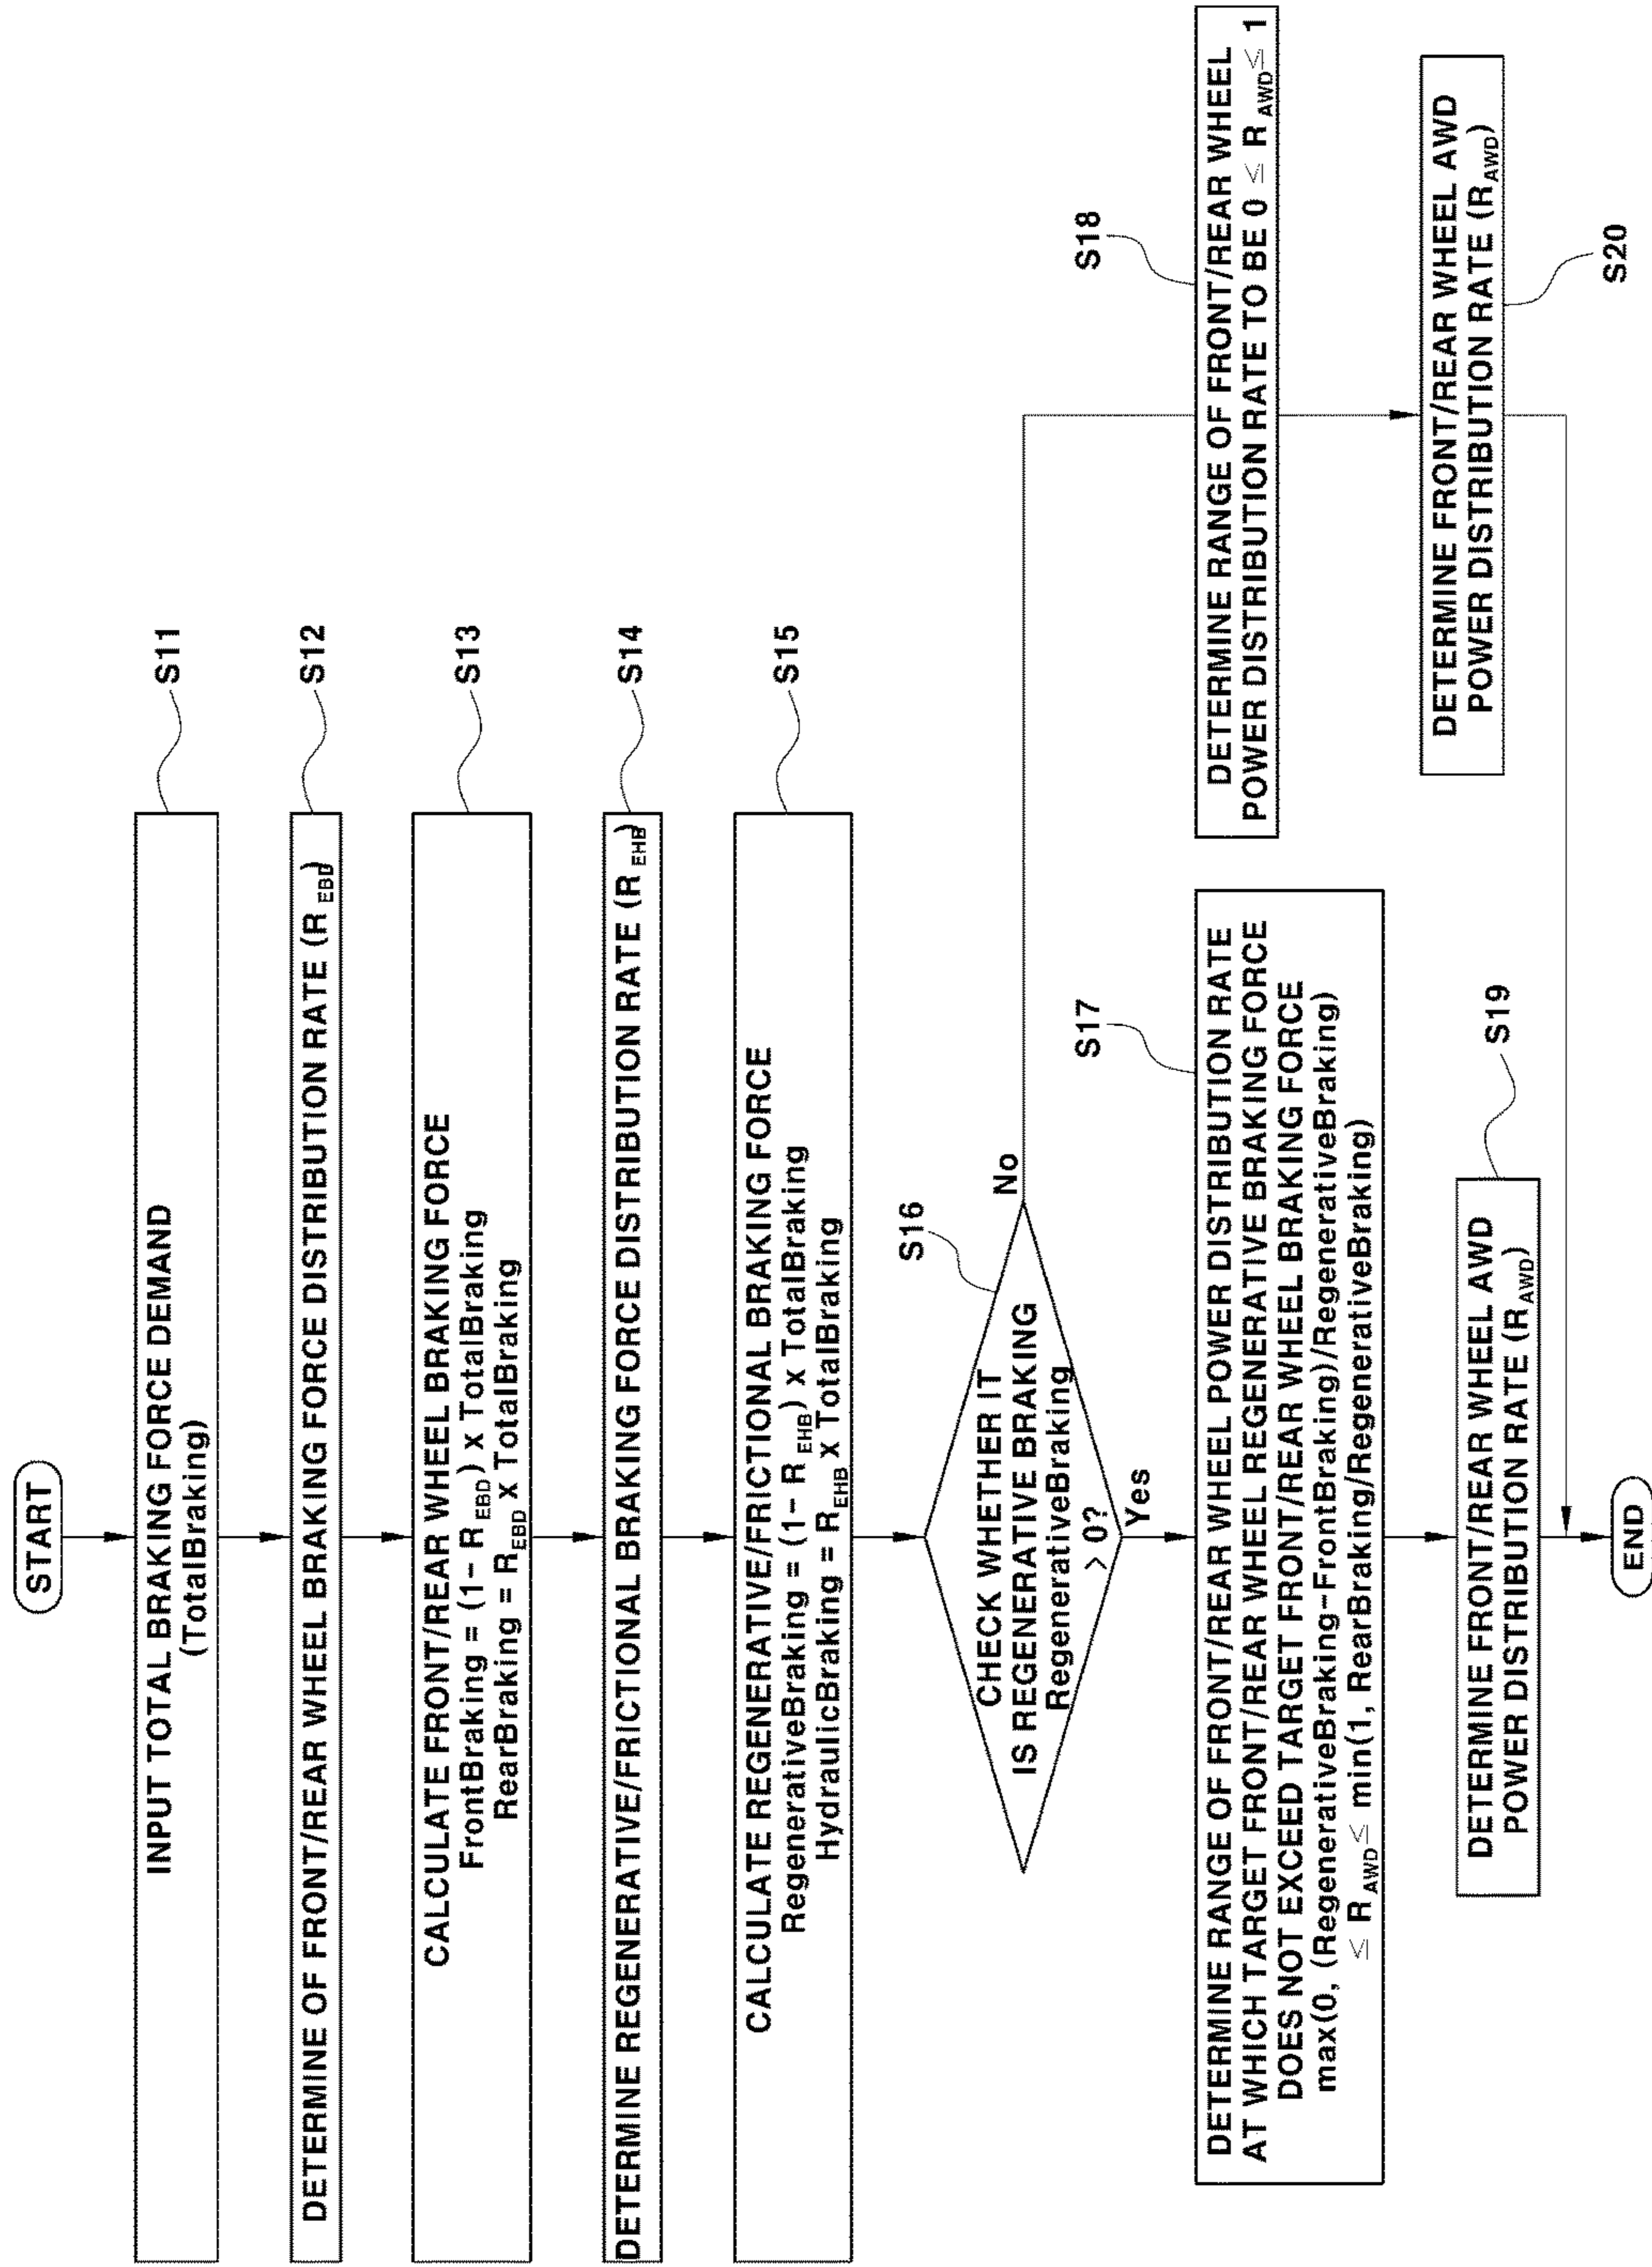 START
INPUT TOTAL BRAKING FORCE DEMAND
(TotalBraking)
S11
DETERMINE OF FRONT/REAR WHEEL BRAKING FORCE DISTRIBUTION RATE (R EBD)
S12
CALCULATE FRONT/REAR WHEEL BRAKING FORCE
FrontBraking = (1- R EBD) x TotalBraking
RearBraking = R EBD x TotalBraking
S13
DETERMINE REGENERATIVE/FRICTIONAL BRAKING FORCE DISTRIBUTION RATE (R EHB)
S14
CALCULATE REGENERATIVE/FRICTIONAL BRAKING FORCE
RegenerativeBraking = (1- R EHB) x TotalBraking
HydraulicBraking = R EHB x TotalBraking
S15
CHECK WHETHER IT
IS REGENERATIVE BRAKING
RegenerativeBraking
> 0?
S16
No
Yes
DETERMINE RANGE OF FRONT/REAR WHEEL POWER DISTRIBUTION RATE
AT WHICH TARGET FRONT/REAR WHEEL REGENERATIVE BRAKING FORCE
DOES NOT EXCEED TARGET FRONT/REAR WHEEL BRAKING FORCE
max(0, (RegenerativeBraking-FrontBraking)/RegenerativeBraking)
≤ R AWD ≤ min(1, RearBraking/RegenerativeBraking)
S17
DETERMINE RANGE OF FRONT/REAR WHEEL
POWER DISTRIBUTION RATE TO BE 0 ≤ R AWD ≤ 1
S18
DETERMINE FRONT/REAR WHEEL AWD
POWER DISTRIBUTION RATE (R AWD)
S19
DETERMINE FRONT/REAR WHEEL AWD
POWER DISTRIBUTION RATE (R AWD)
S20
END